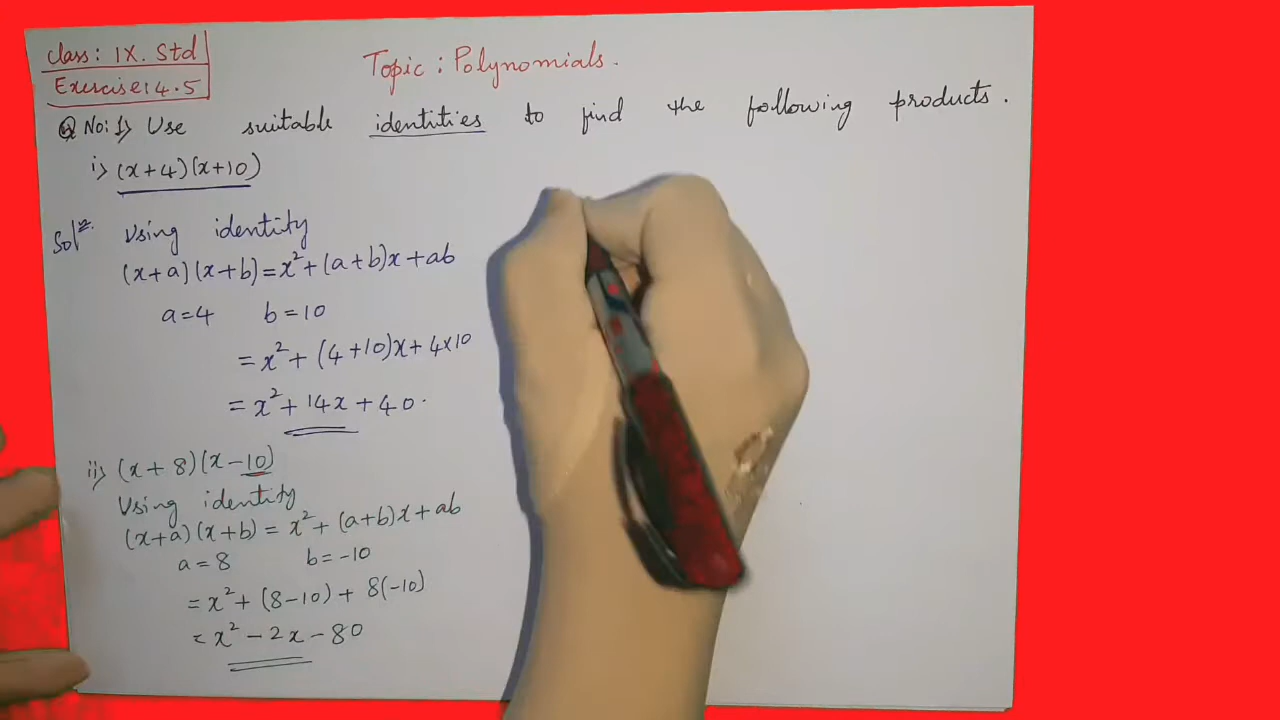 Class: IX. Std
Exercise: 4.5
Topic: Polynomials.
Q No: 1) Use suitable identities to find the following products.
i) (x+4)(x+10)
Sol: Using identity
(x+a)(x+b)=x²+(a+b)x+ab
a=4 b=10
=x²+(4+10)x+4×10
=x²+14x+40.
ii) (x+8)(x-10)
Using identity
(x+a)(x+b)=x²+(a+b)x+ab
a=8 b=-10
=x²+(8-10)+8(-10)
=x²-2x-80